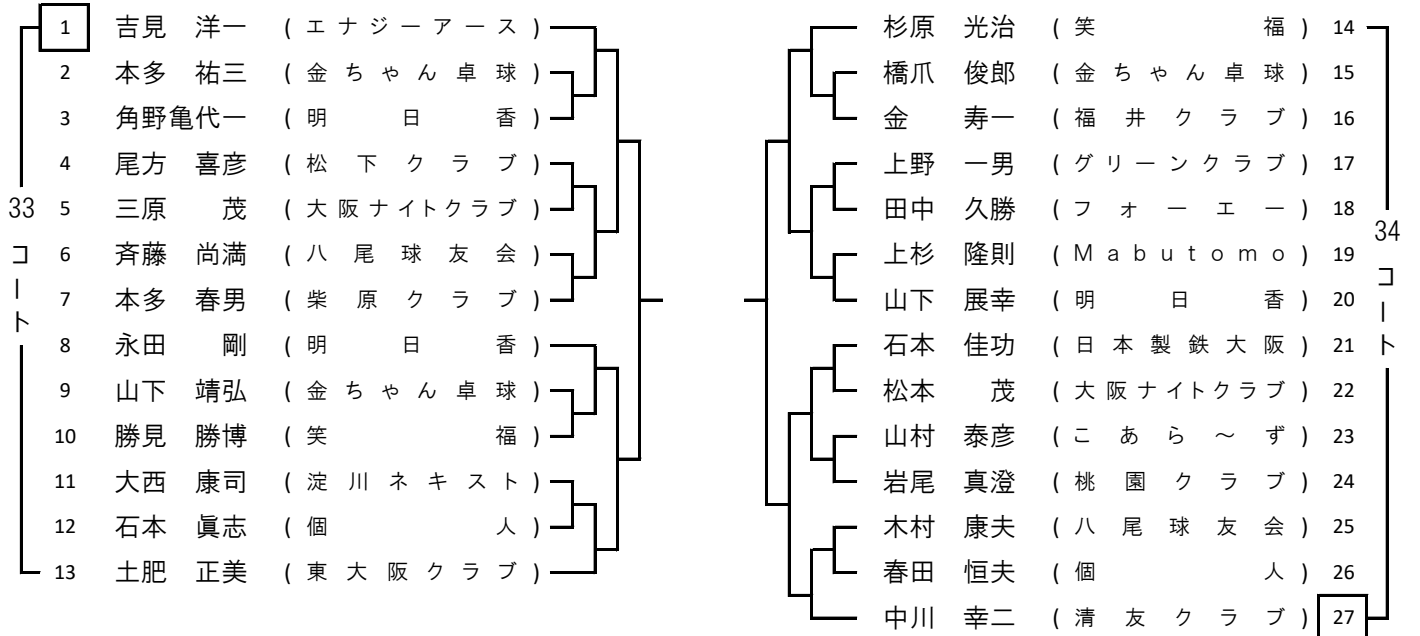 1 吉見 洋一 (エナジーアース)
2 本多 祐三 (金ちゃん卓球)
3 角野亀代一 (明日香)
4 尾方 喜彦 (松下クラブ)
5 三原 茂 (大阪ナイトクラブ)
6 斉藤 尚満 (八尾球友会)
7 本多 春男 (柴原クラブ)
8 永田 剛 (明日香)
9 山下 靖弘 (金ちゃん卓球)
10 勝見 勝博 (笑福)
11 大西 康司 (淀川ネキスト)
12 石本 眞志 (個人)
13 土肥 正美 (東大阪クラブ)
33コート
杉原 光治 (笑福) 14
橋爪 俊郎 (金ちゃん卓球) 15
金 寿一 (福井クラブ) 16
上野 一男 (グリーンクラブ) 17
田中 久勝 (フォーエー) 18
上杉 隆則 (Mabutomo) 19
山下 展幸 (明日香) 20
石本 佳功 (日本製鉄大阪) 21
松本 茂 (大阪ナイトクラブ) 22
山村 泰彦 (こあら～ず) 23
岩尾 真澄 (桃園クラブ) 24
木村 康夫 (八尾球友会) 25
春田 恒夫 (個人) 26
中川 幸二 (清友クラブ) 27
34コート